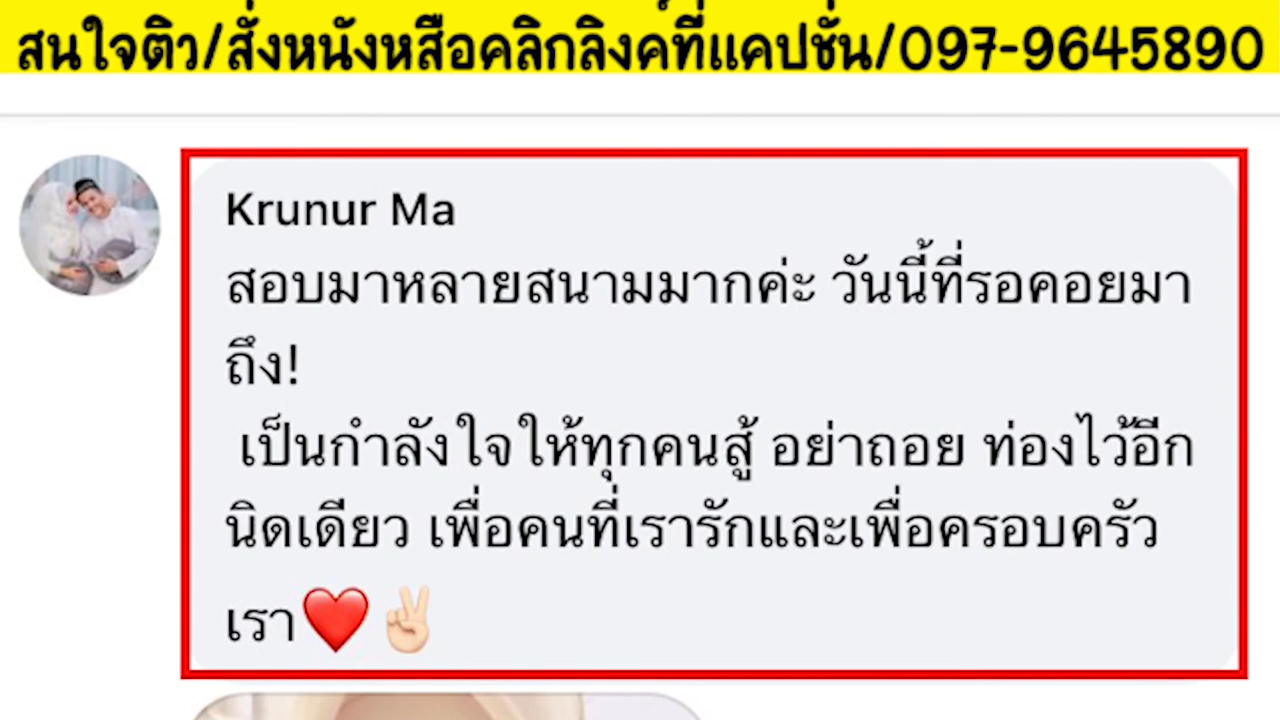 สนใจติว/สั่งหนังหสือคลิกลิงค์ที่แคปชั่น/097-9645890
Krunur Ma
สอบมาหลายสนามมากค่ะ วันนี้ที่รอคอยมา
ถึง!
เป็นกำลังใจให้ทุกคนสู้ อย่าถอย ท่องไว้อีก
นิดเดียว เพื่อคนที่เรารักและเพื่อครอบครัว
เรา❤️✌🏻